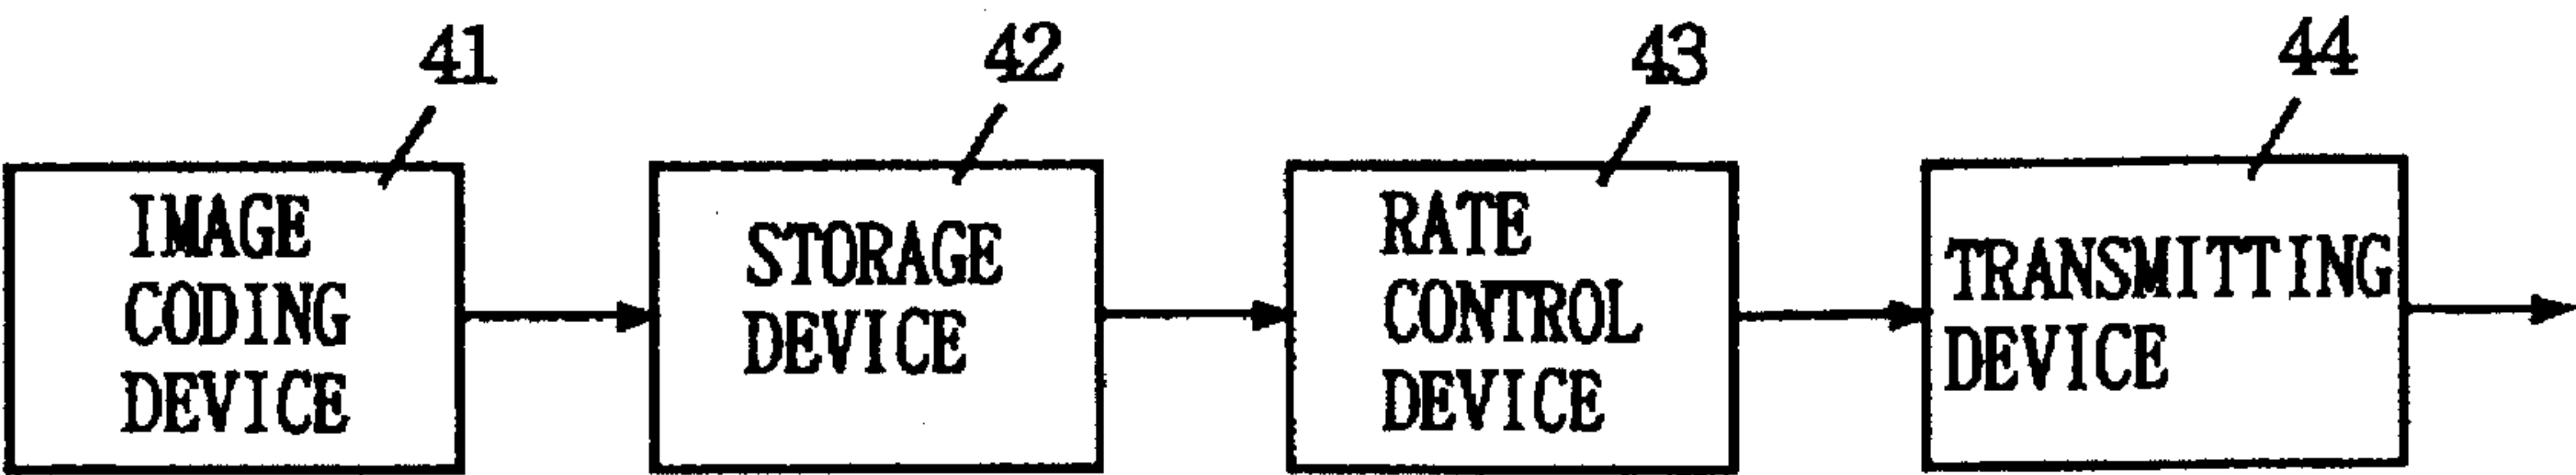 41
42
43
44
IMAGE
CODING
DEVICE
STORAGE
DEVICE
RATE
CONTROL
DEVICE
TRANSMITTING
DEVICE